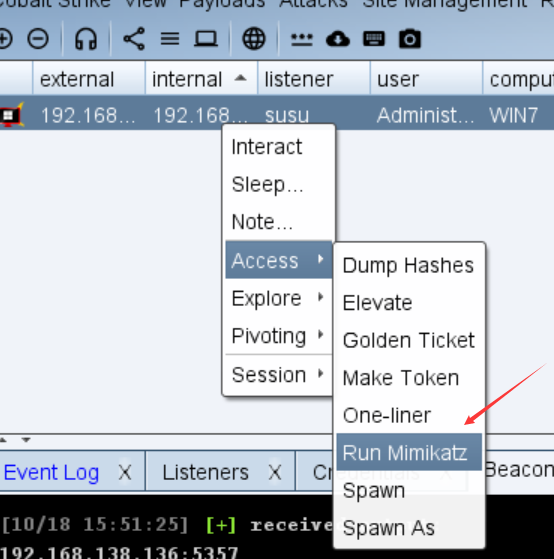 Cobalt Strike View Payloads Attacks Site Management
external internal listener user comput
192.168... 192.168... susu Administ... WIN7
Interact
Sleep...
Note...
Access
Explore
Pivoting
Session
Dump Hashes
Elevate
Golden Ticket
Make Token
One-liner
Run Mimikatz
Spawn
Spawn As
Event Log X Listeners X Cr Beacon
[10/18 15:51:25] [+] receive
192.168.138.136:5357